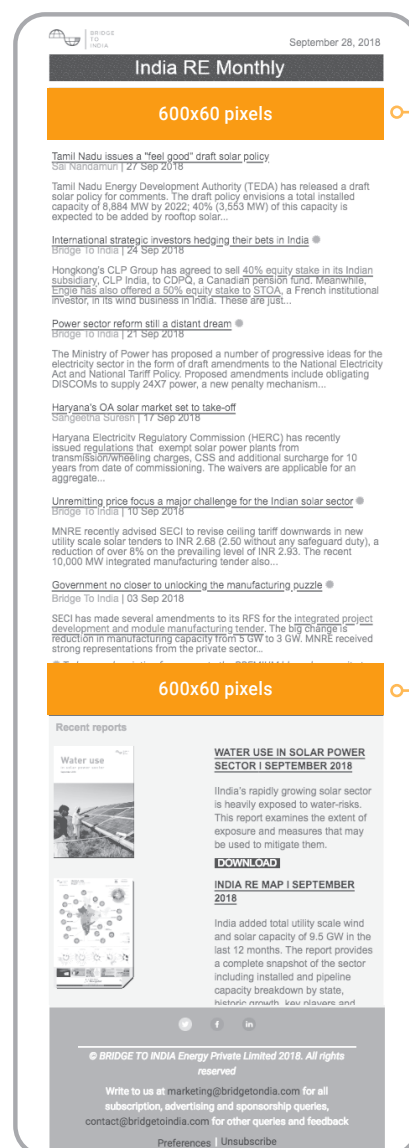 BRIDGE
TO
INDIA
September 28, 2018
India RE Monthly
600x60 pixels
Tamil Nadu issues a "feel good" draft solar policy
Sai Nandamuri | 27 Sep 2018
Tamil Nadu Energy Development Authority (TEDA) has released a draft
solar policy for comments. The draft policy envisions a total installed
capacity of 8,884 MW by 2022; 40% (3,553 MW) of this capacity is
expected to be added by rooftop solar...
International strategic investors hedging their bets in India
Bridge To India | 24 Sep 2018
Hongkong's CLP Group has agreed to sell 40% equity stake in its Indian
subsidiary, CLP India, to CDPQ, a Canadian pension fund. Meanwhile,
Engie has also offered a 50% equity stake to STOA, a French institutional
investor, in its wind business in India. These are just...
Power sector reform still a distant dream
Bridge To India | 21 Sep 2018
The Ministry of Power has proposed a number of progressive ideas for the
electricity sector in the form of draft amendments to the National Electricity
Act and National Tariff Policy. Proposed amendments include obligating
DISCOMs to supply 24X7 power, a new penalty mechanism...
Haryana's OA solar market set to take-off
Sangeetha Suresh | 17 Sep 2018
Haryana Electricity Regulatory Commission (HERC) has recently
issued regulations that exempt solar power plants from
transmission/wheeling charges, CSS and additional surcharge for 10
years from date of commissioning. The waivers are applicable for an
aggregate...
Unremitting price focus a major challenge for the Indian solar sector
Bridge To India | 10 Sep 2018
MNRE recently advised SECI to revise ceiling tariff downwards in new
utility scale solar tenders to INR 2.68 (2.50 without any safeguard duty), a
reduction of over 8% on the prevailing level of INR 2.93. The recent
10,000 MW integrated manufacturing tender also...
Government no closer to unlocking the manufacturing puzzle
Bridge To India | 03 Sep 2018
SECI has made several amendments to its RFS for the integrated project
development and module manufacturing tender. The big change is
reduction in manufacturing capacity from 5 GW to 3 GW. MNRE received
strong representations from the private sector...
600x60 pixels
Recent reports
Water use
WATER USE IN SOLAR POWER
SECTOR I SEPTEMBER 2018
IIndia's rapidly growing solar sector
is heavily exposed to water-risks.
This report examines the extent of
exposure and measures that may
be used to mitigate them.
DOWNLOAD
INDIA RE MAP I SEPTEMBER
2018
India added total utility scale wind
and solar capacity of 9.5 GW in the
last 12 months. The report provides
a complete snapshot of the sector
including installed and pipeline
capacity breakdown by state,
historic growth, key players and
© BRIDGE TO INDIA Energy Private Limited 2018. All rights
reserved
Write to us at marketing@bridgetondia.com for all
subscription, advertising and sponsorship queries,
contact@bridgetoindia.com for other queries and feedback
Preferences | Unsubscribe